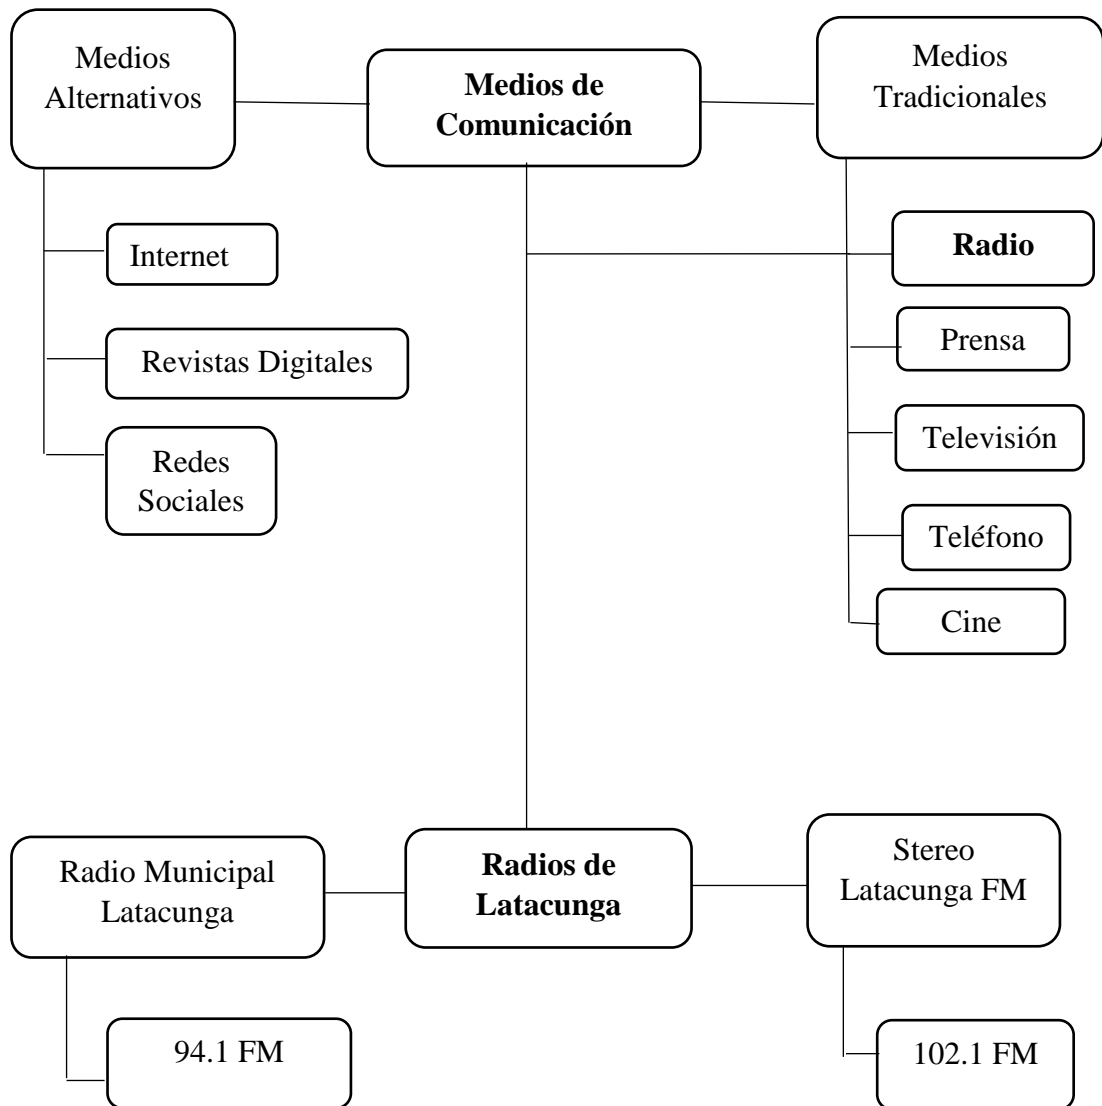 Medios
Alternativos
Medios de
Comunicación
Medios
Tradicionales
Internet
Revistas Digitales
Redes
Sociales
Radio
Prensa
Televisión
Teléfono
Cine
Radio Municipal
Latacunga
Radios de
Latacunga
Stereo
Latacunga FM
94.1 FM
102.1 FM